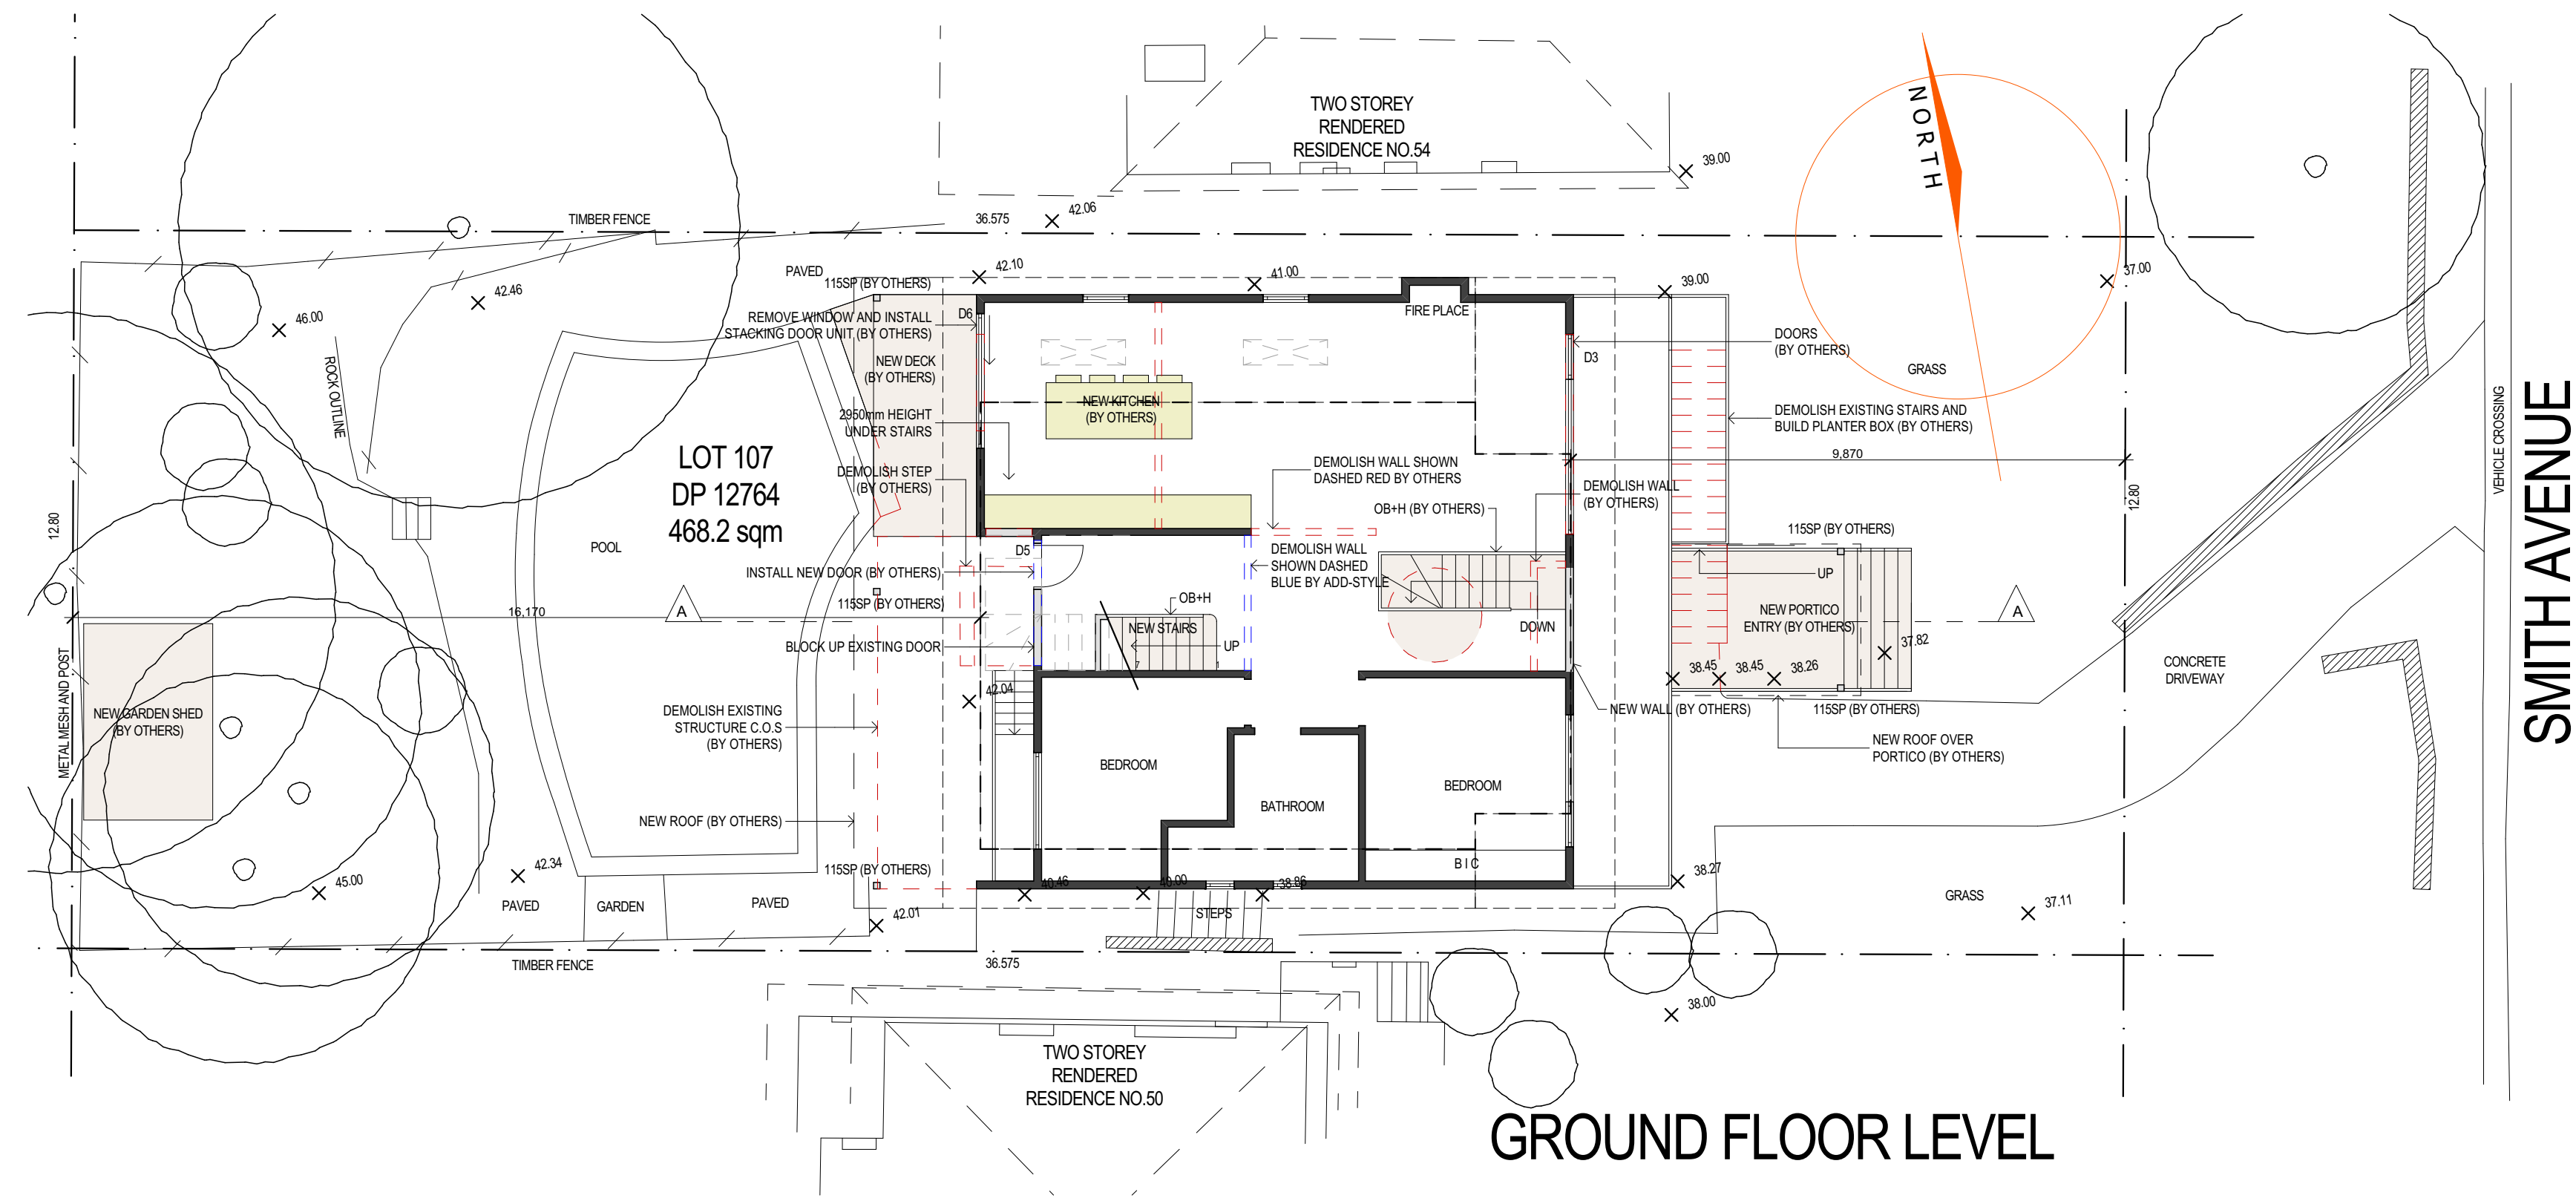 TWO STOREY
RENDERED
RESIDENCE NO.54
39.00
NORTH
TIMBER FENCE
36.575
42.06
PAVED
115SP (BY OTHERS)
42.10
41.00
39.00
37.00
42.46
46.00
REMOVE WINDOW AND INSTALL
STACKING DOOR UNIT (BY OTHERS)
D6
FIRE PLACE
DOORS
(BY OTHERS)
D3
GRASS
NEW DECK
(BY OTHERS)
ROCK OUTLINE
NEW KITCHEN
(BY OTHERS)
2950mm HEIGHT
UNDER STAIRS
DEMOLISH EXISTING STAIRS AND
BUILD PLANTER BOX (BY OTHERS)
9,870
VEHICLE CROSSING
SMITH AVENUE
LOT 107
DP 12764
468.2 sqm
DEMOLISH STEP
(BY OTHERS)
DEMOLISH WALL SHOWN
DASHED RED BY OTHERS
DEMOLISH WALL
(BY OTHERS)
OB+H (BY OTHERS)
12.80
12.80
115SP (BY OTHERS)
POOL
D5
INSTALL NEW DOOR (BY OTHERS)
DEMOLISH WALL
SHOWN DASHED
BLUE BY ADD-STYLE
UP
16,170
A
115SP (BY OTHERS)
OB+H
NEW STAIRS
UP
7
1
DOWN
NEW PORTICO
ENTRY (BY OTHERS)
A
37.82
BLOCK UP EXISTING DOOR
METAL MESH AND POST
38.45
38.45
38.26
CONCRETE
DRIVEWAY
42.04
NEW GARDEN SHED
(BY OTHERS)
DEMOLISH EXISTING
STRUCTURE C.O.S
(BY OTHERS)
NEW WALL (BY OTHERS)
115SP (BY OTHERS)
NEW ROOF OVER
PORTICO (BY OTHERS)
BEDROOM
BEDROOM
BATHROOM
NEW ROOF (BY OTHERS)
BIC
42.34
45.00
115SP (BY OTHERS)
40.46
40.00
38.86
38.27
GRASS
37.11
PAVED
GARDEN
PAVED
42.01
STEPS
TIMBER FENCE
36.575
38.00
TWO STOREY
RENDERED
RESIDENCE NO.50
GROUND FLOOR LEVEL